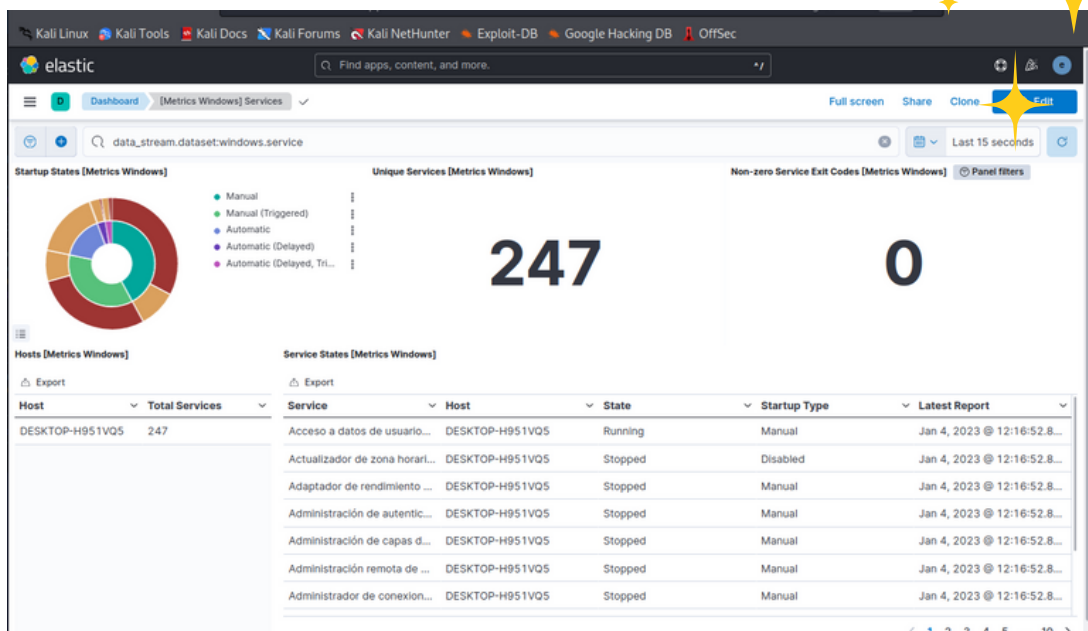 Kali Linux Kali Tools Kali Docs Kali Forums Kali NetHunter Exploit-DB Google Hacking DB OffSec
elastic Find apps, content, and more. ^/ e
D Dashboard [Metrics Windows] Services Full screen Share Clone Edit
data_stream.dataset:windows.service Last 15 seconds
Startup States [Metrics Windows]
Manual
Manual (Triggered)
Automatic
Automatic (Delayed)
Automatic (Delayed, Tri...
Unique Services [Metrics Windows]
247
Non-zero Service Exit Codes [Metrics Windows] Panel filters
0
Hosts [Metrics Windows]
Export
Host Total Services
DESKTOP-H951VQ5 247
Service States [Metrics Windows]
Export
Service Host State Startup Type Latest Report
Acceso a datos de usuario... DESKTOP-H951VQ5 Running Manual Jan 4, 2023 @ 12:16:52.8...
Actualizador de zona horari... DESKTOP-H951VQ5 Stopped Disabled Jan 4, 2023 @ 12:16:52.8...
Adaptador de rendimiento ... DESKTOP-H951VQ5 Stopped Manual Jan 4, 2023 @ 12:16:52.8...
Administración de autentic... DESKTOP-H951VQ5 Stopped Manual Jan 4, 2023 @ 12:16:52.8...
Administración de capas d... DESKTOP-H951VQ5 Stopped Manual Jan 4, 2023 @ 12:16:52.8...
Administración remota de ... DESKTOP-H951VQ5 Stopped Manual Jan 4, 2023 @ 12:16:52.8...
Administrador de conexion... DESKTOP-H951VQ5 Stopped Manual Jan 4, 2023 @ 12:16:52.8...